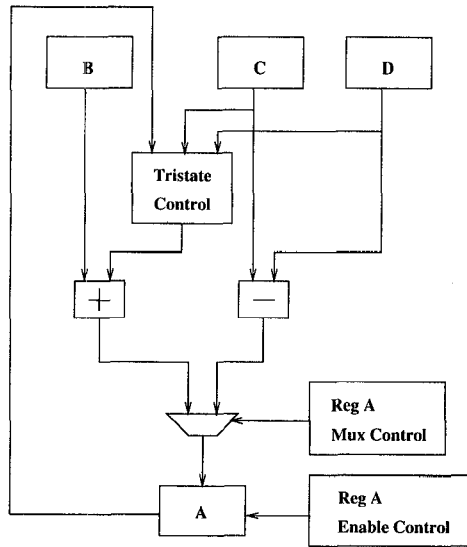 B
C
D
Tristate
Control
+
−
Reg A
Mux Control
A
Reg A
Enable Control